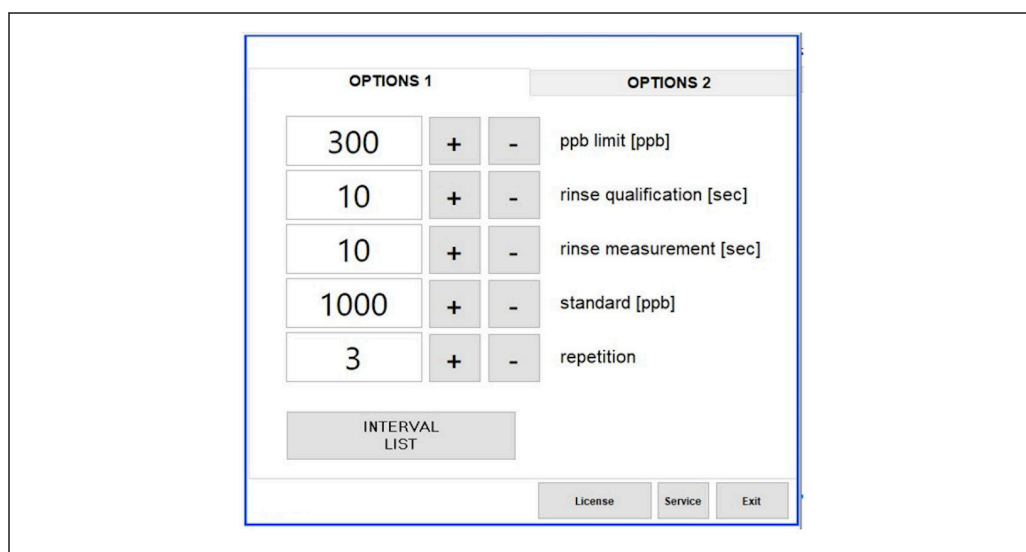 OPTIONS 1 OPTIONS 2
300 + - ppb limit [ppb]
10 + - rinse qualification [sec]
10 + - rinse measurement [sec]
1000 + - standard [ppb]
3 + - repetition
INTERVAL
LIST
License Service Exit